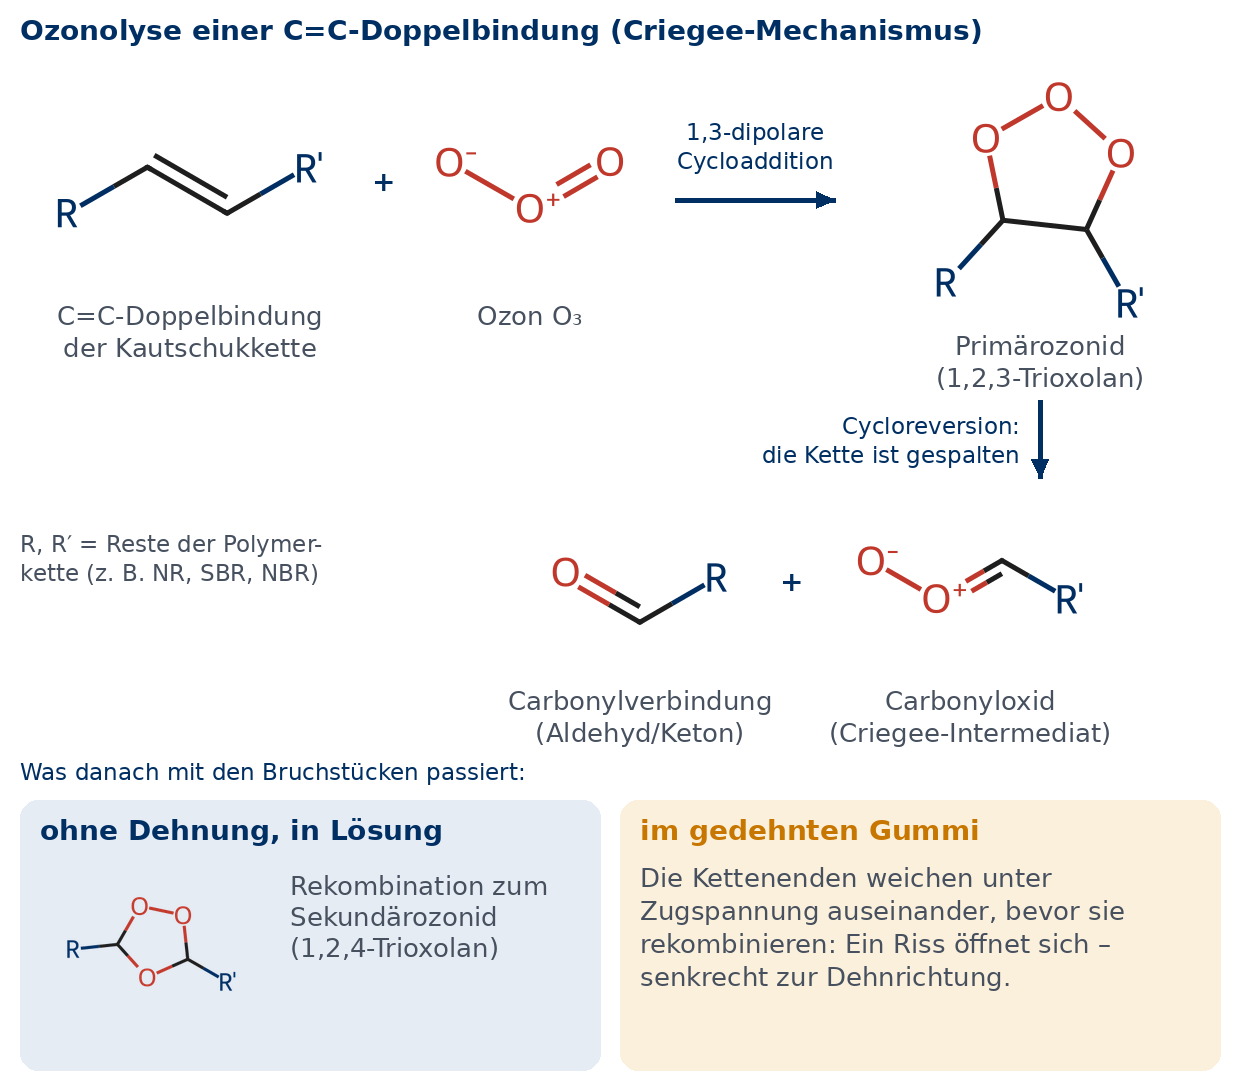 Ozonolyse einer C=C-Doppelbindung (Criegee-Mechanismus)
R
R'
+
O⁻
O⁺
O
1,3-dipolare
Cycloaddition
O
O
O
R
R'
C=C-Doppelbindung
der Kautschukkette
Ozon O₃
Primärozonid
(1,2,3-Trioxolan)
Cycloreversion:
die Kette ist gespalten
R, R′ = Reste der Polymer-
kette (z. B. NR, SBR, NBR)
O
R
+
O⁻
O⁺
R'
Carbonylverbindung
(Aldehyd/Keton)
Carbonyloxid
(Criegee-Intermediat)
Was danach mit den Bruchstücken passiert:
ohne Dehnung, in Lösung
O
O
R
O
R'
Rekombination zum
Sekundärozonid
(1,2,4-Trioxolan)
im gedehnten Gummi
Die Kettenenden weichen unter
Zugspannung auseinander, bevor sie
rekombinieren: Ein Riss öffnet sich –
senkrecht zur Dehnrichtung.